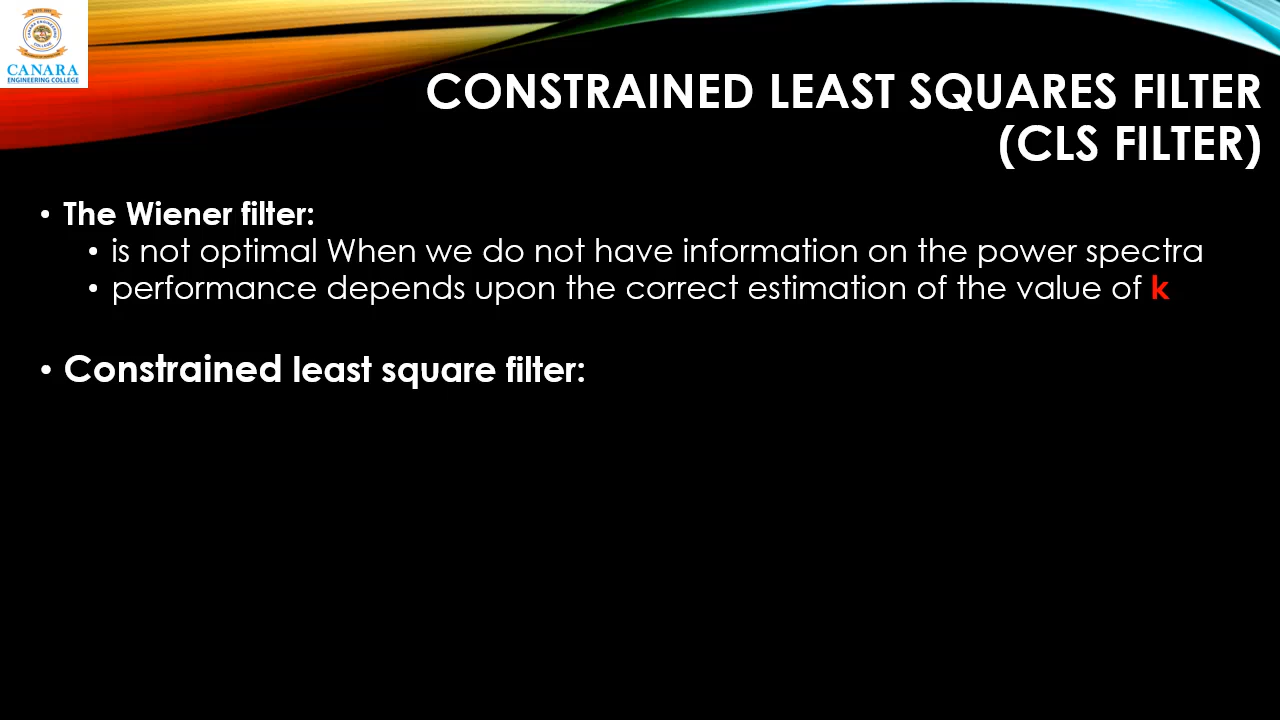 CANARA
ENGINEERING COLLEGE
CONSTRAINED LEAST SQUARES FILTER
(CLS FILTER)
• The Wiener filter:
• is not optimal When we do not have information on the power spectra
• performance depends upon the correct estimation of the value of k
• Constrained least square filter: